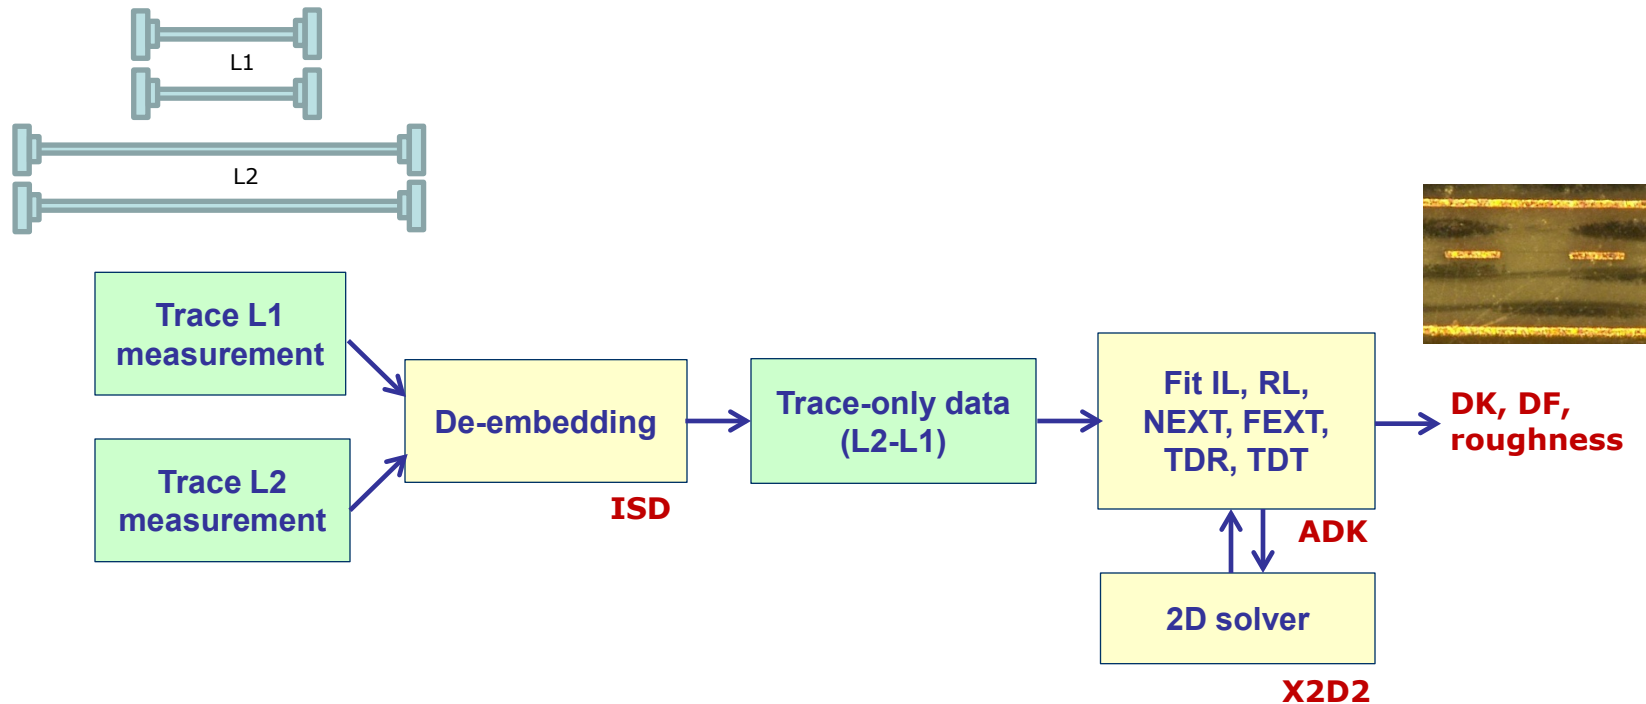 L1
L2
Trace L1
measurement
Trace L2
measurement
De-embedding
ISD
Trace-only data
(L2-L1)
Fit IL, RL,
NEXT, FEXT,
TDR, TDT
ADK
2D solver
X2D2
DK, DF,
roughness